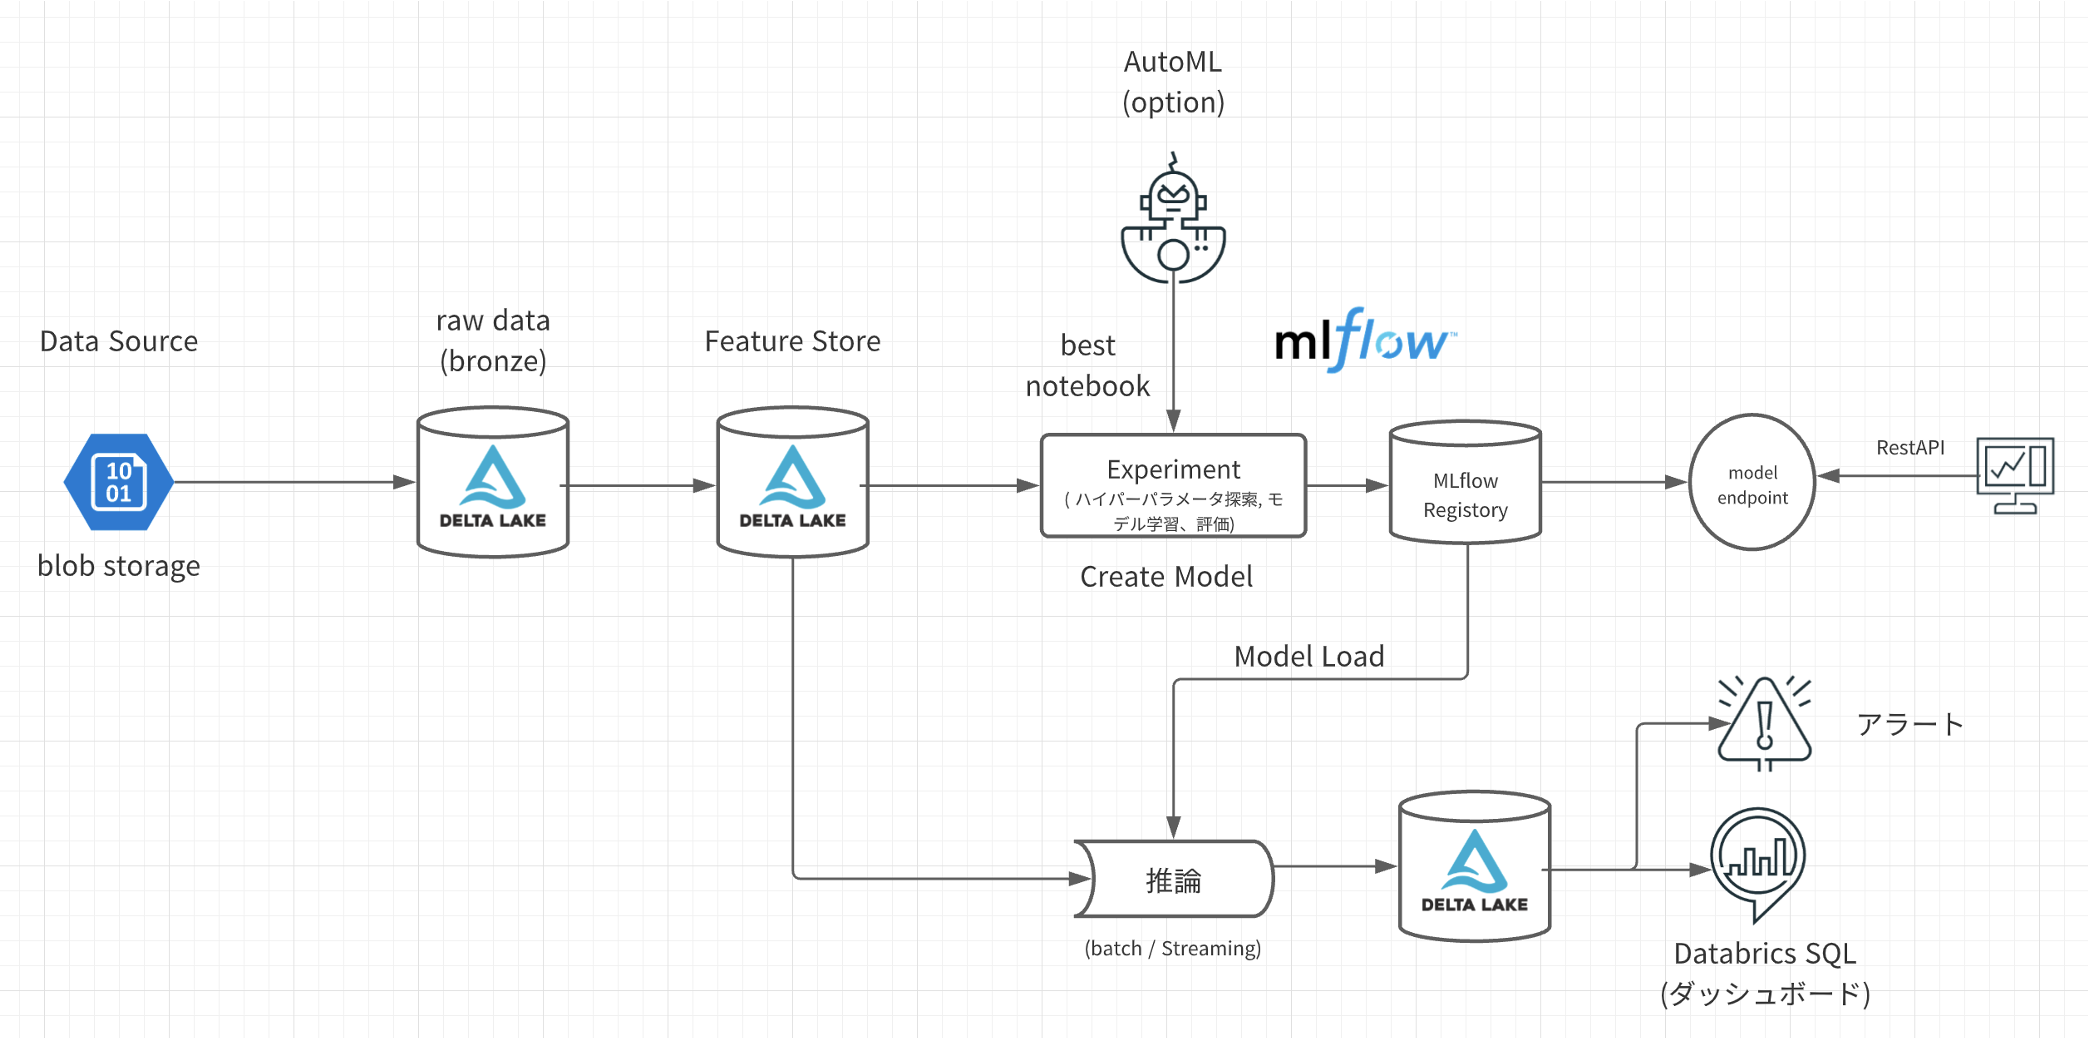 AutoML
(option)
Data Source
raw data
(bronze)
Feature Store
best
notebook
mlflow™
10
01
DELTA LAKE
DELTA LAKE
Experiment
( ハイパーパラメータ探索, モ
デル学習、評価)
MLflow
Registory
model
endpoint
RestAPI
blob storage
Create Model
Model Load
アラート
推論
DELTA LAKE
(batch / Streaming)
Databrics SQL
(ダッシュボード)